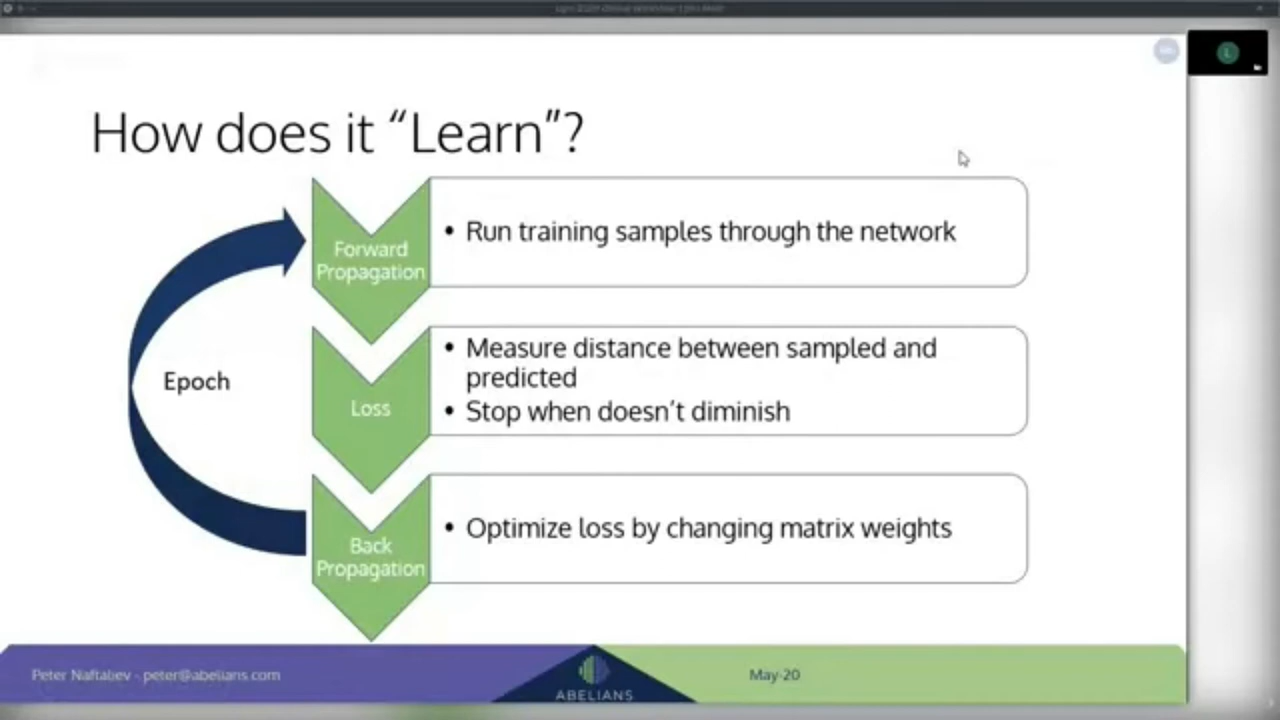 How does it “Learn”?
Forward
Propagation
• Run training samples through the network
Epoch
Loss
• Measure distance between sampled and
predicted
• Stop when doesn’t diminish
Back
Propagation
• Optimize loss by changing matrix weights
Peter Naftaliev - peter@abelians.com
ABELIANS
May-20
L